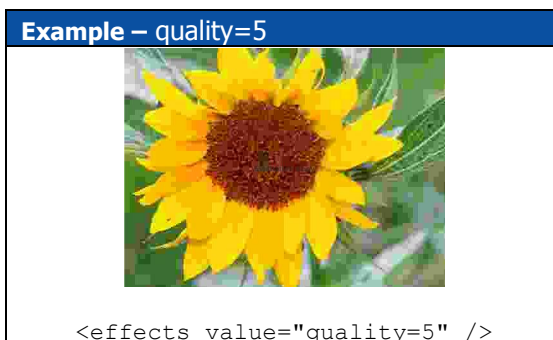 Example – quality=5
<effects value="quality=5" />